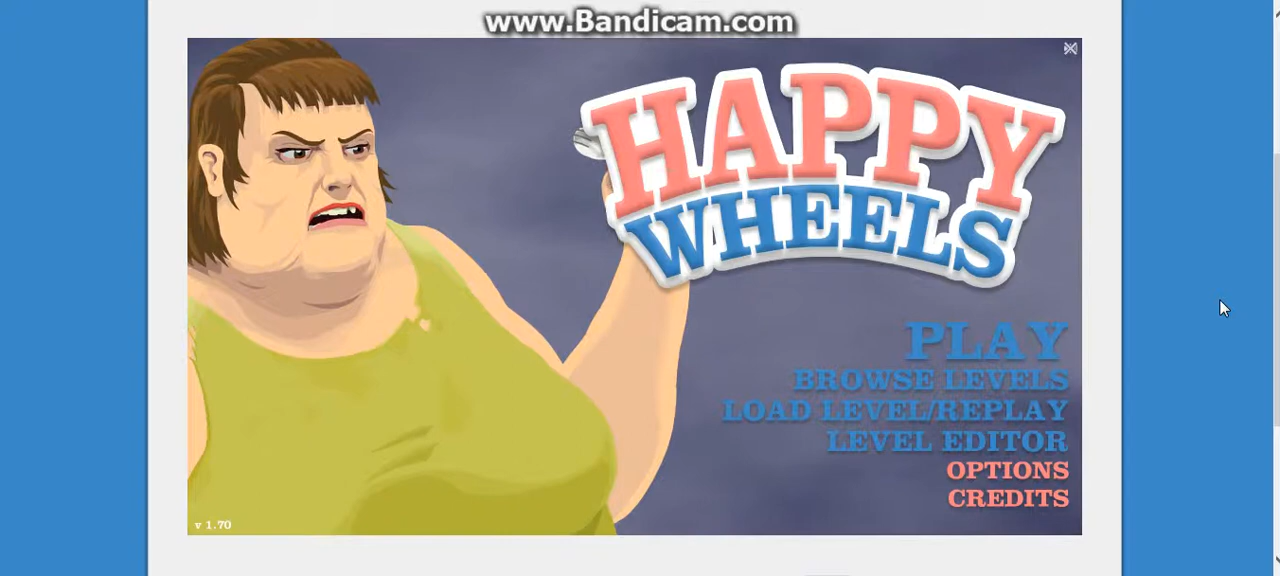 www.Bandicam.com
HAPPY
WHEELS
PLAY
BROWSE LEVELS
LOAD LEVEL/REPLAY
LEVEL EDITOR
OPTIONS
CREDITS
v 1.70